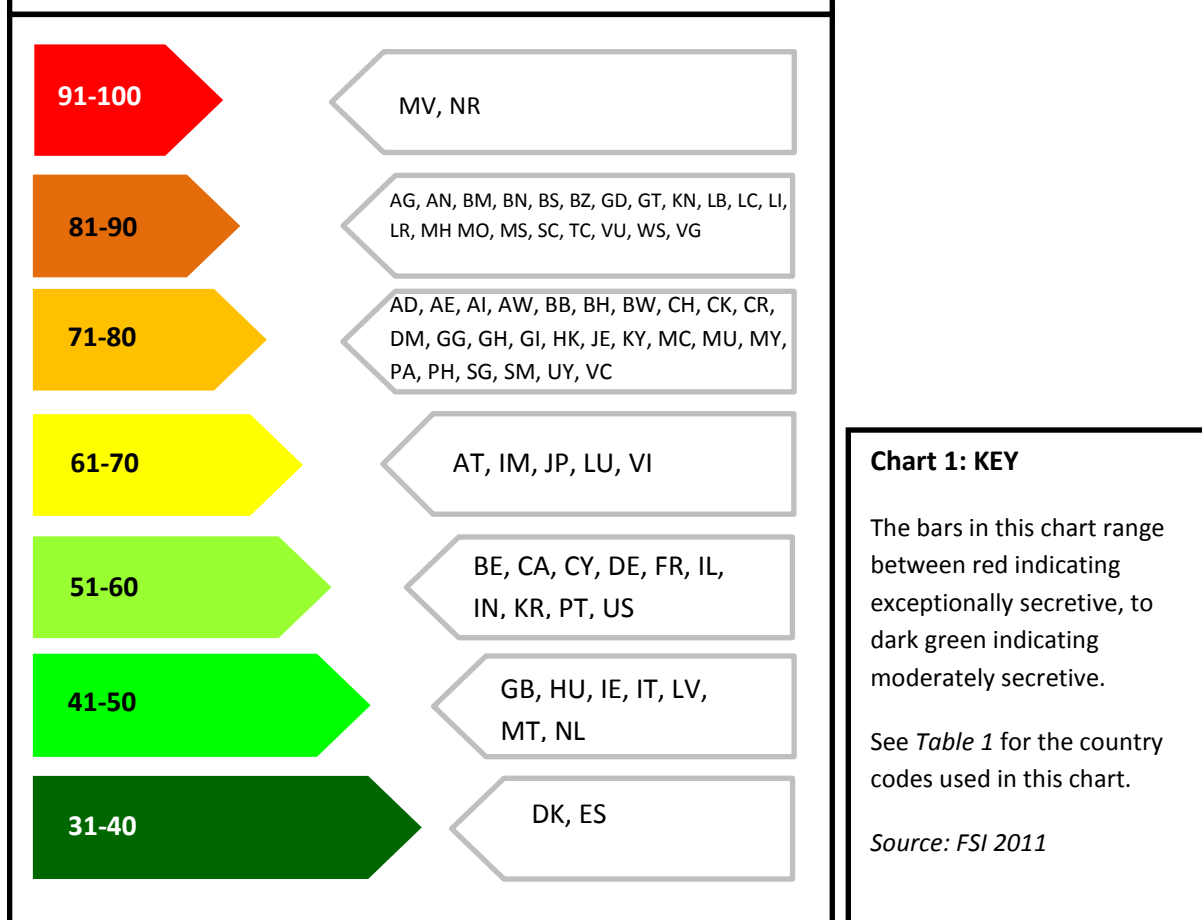 91-100
MV, NR
81-90
AG, AN, BM, BN, BS, BZ, GD, GT, KN, LB, LC, LI,
LR, MH MO, MS, SC, TC, VU, WS, VG
71-80
AD, AE, AI, AW, BB, BH, BW, CH, CK, CR,
DM, GG, GH, GI, HK, JE, KY, MC, MU, MY,
PA, PH, SG, SM, UY, VC
61-70
AT, IM, JP, LU, VI
51-60
BE, CA, CY, DE, FR, IL,
IN, KR, PT, US
41-50
GB, HU, IE, IT, LV,
MT, NL
31-40
DK, ES
Chart 1: KEY
The bars in this chart range
between red indicating
exceptionally secretive, to
dark green indicating
moderately secretive.
See Table 1 for the country
codes used in this chart.
Source: FSI 2011